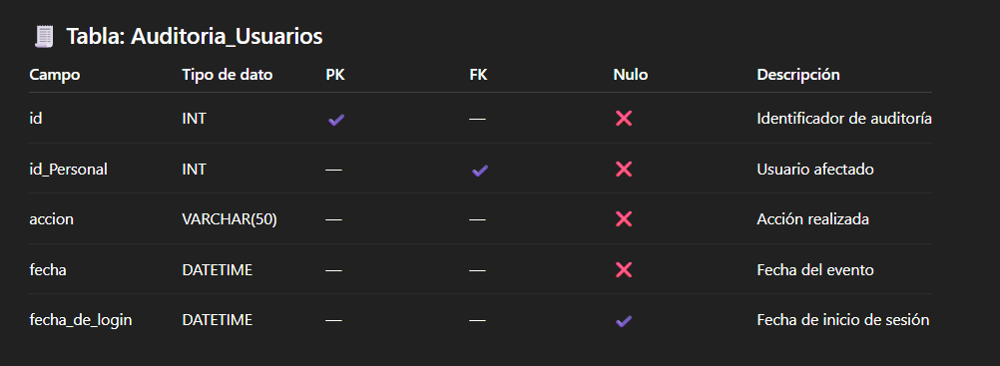 Tabla: Auditoria_Usuarios
Campo Tipo de dato PK FK Nulo Descripción
id INT ✓ — ✗ Identificador de auditoría
id_Personal INT — ✓ ✗ Usuario afectado
accion VARCHAR(50) — — ✗ Acción realizada
fecha DATETIME — — ✗ Fecha del evento
fecha_de_login DATETIME — — ✓ Fecha de inicio de sesión